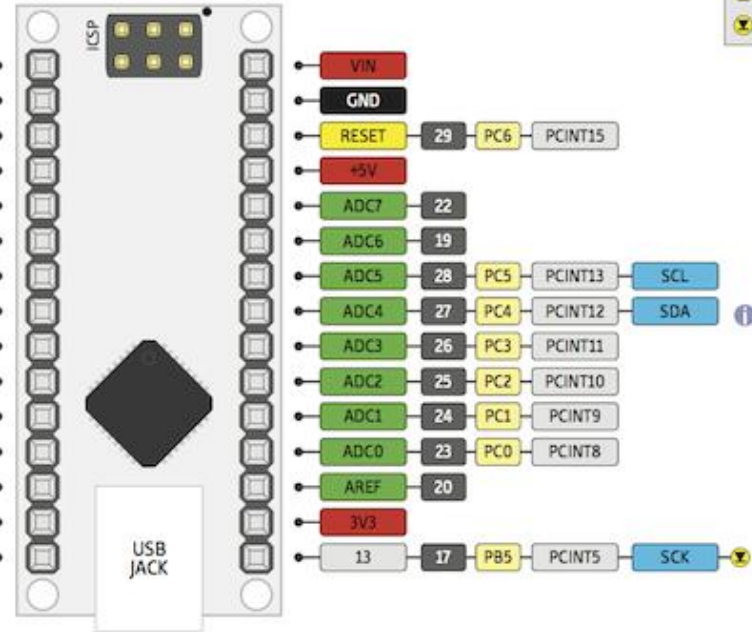 ICSP
VIN
GND
RESET 29 PC6 PCINT15
+5V
ADC7 22
ADC6 19
ADC5 28 PC5 PCINT13 SCL
ADC4 27 PC4 PCINT12 SDA
i
ADC3 26 PC3 PCINT11
ADC2 25 PC2 PCINT10
ADC1 24 PC1 PCINT9
ADC0 23 PC0 PCINT8
AREF 20
3V3
13 17 PB5 PCINT5 SCK
USB
JACK